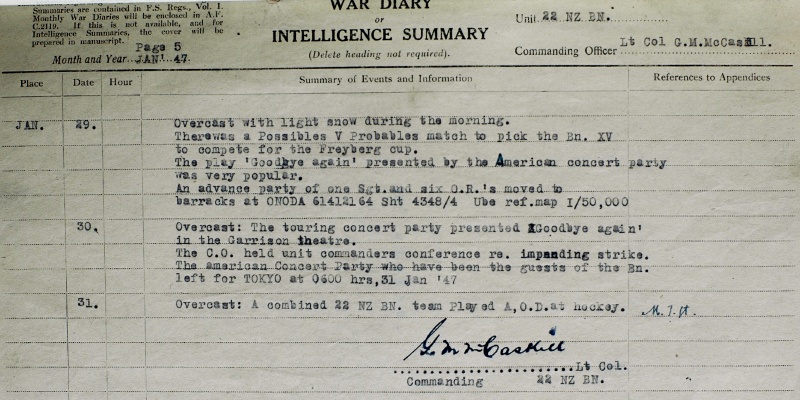 WAR DIARY
or
INTELLIGENCE SUMMARY
(Delete heading not required).
Summaries are contained in F.S. Regs., Vol. I.
Monthly War Diaries will be enclosed in A.F.
C.2119. If this is not available, and for
Intelligence Summaries, the cover will be
prepared in manuscript.
Page 5
Month and Year JAN. 47.
Unit 22 NZ BN.
Commanding Officer Lt Col G.M.McCaskill.
Place Date Hour Summary of Events and Information References to Appendices
JAN. 29. Overcast with light snow during the morning.
Therewas a Possibles V Probables match to pick the Bn. XV
to compete for the Freyberg cup.
The play 'Goodbye again' presented by the American concert party
was very popular.
An advance party of one Sgt.and six O.R.'s moved to
barracks at ONODA 61412164 Sht 4348/4 Ube ref.map I/50,000
30. Overcast: The touring concert party presented 'Goodbye again'
in the Garrison theatre.
The C.O. held unit commanders conference re. impanding strike.
The american Concert Party who have been the guests of the Bn.
left for TOKYO at 0600 hrs,31 Jan '47
31. Overcast: A combined 22 NZ BN. team Played A,O.D.at hockey.
G.M.McCaskill
Lt Col.
Commanding 22 NZ BN.